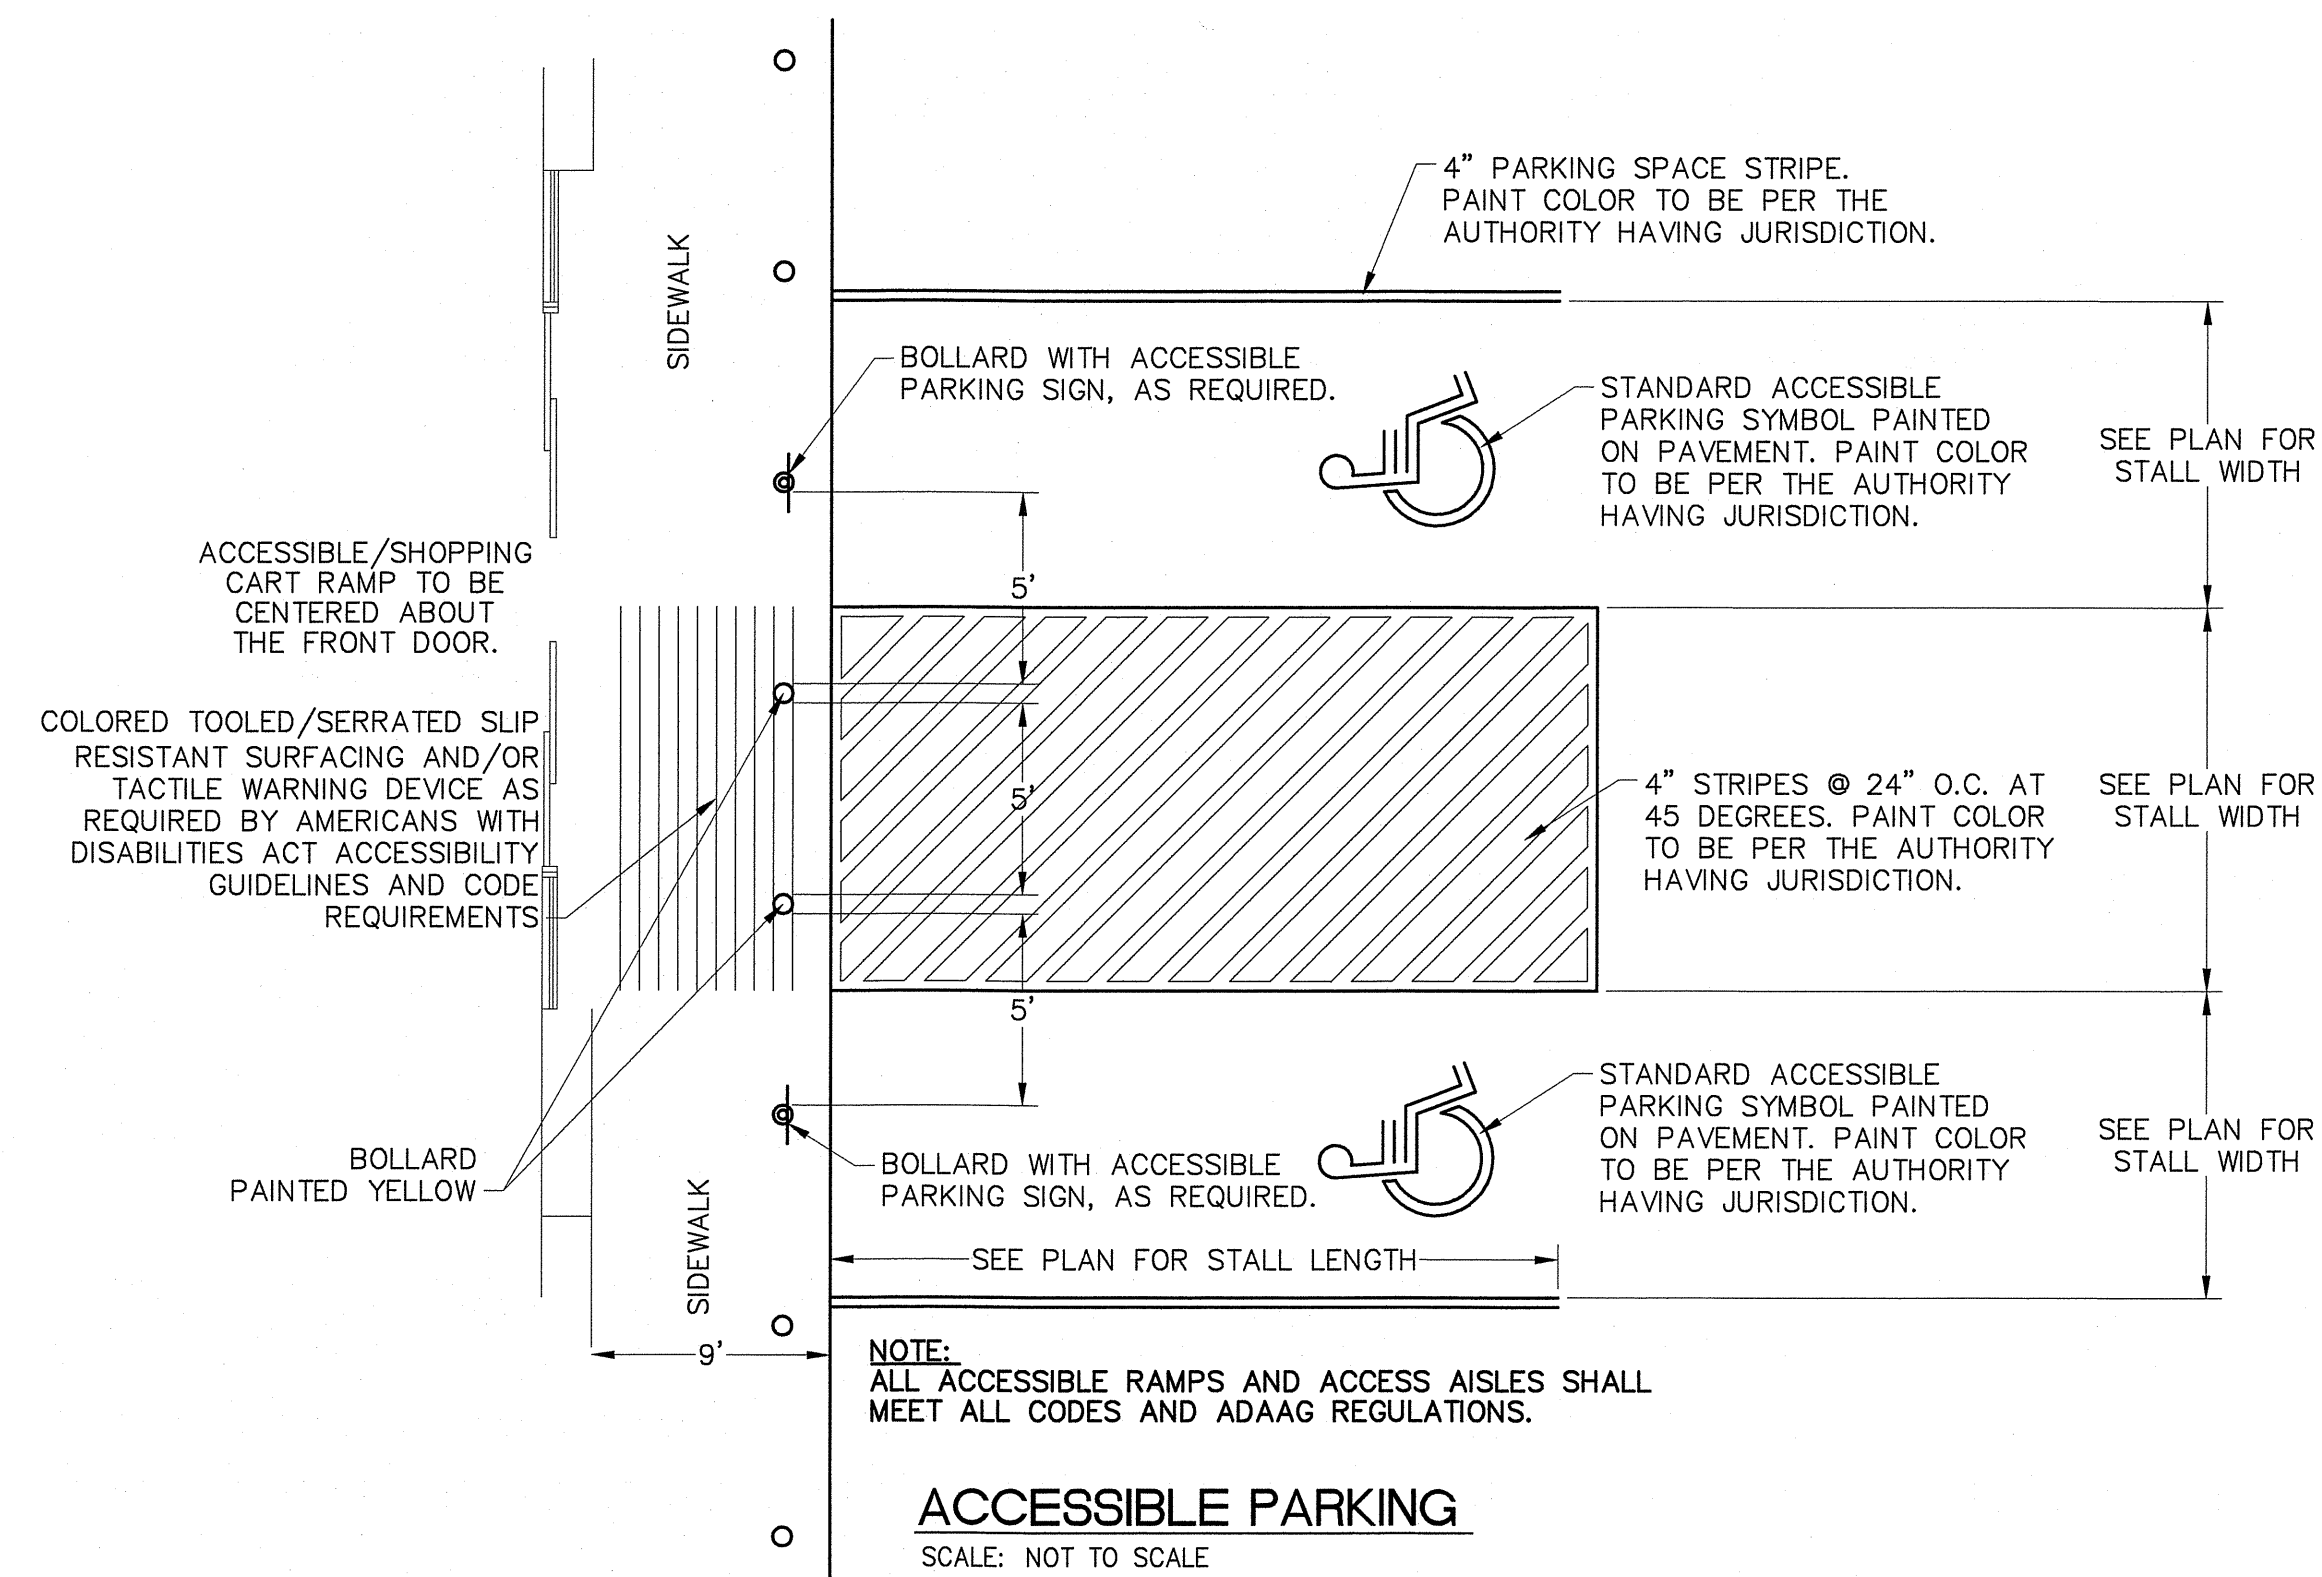 4" PARKING SPACE STRIPE.
PAINT COLOR TO BE PER THE
AUTHORITY HAVING JURISDICTION.
SIDEWALK
BOLLARD WITH ACCESSIBLE
PARKING SIGN, AS REQUIRED.
STANDARD ACCESSIBLE
PARKING SYMBOL PAINTED
ON PAVEMENT. PAINT COLOR
TO BE PER THE AUTHORITY
HAVING JURISDICTION.
SEE PLAN FOR
STALL WIDTH
ACCESSIBLE/SHOPPING
CART RAMP TO BE
CENTERED ABOUT
THE FRONT DOOR.
5'
COLORED TOOLED/SERRATED SLIP
RESISTANT SURFACING AND/OR
TACTILE WARNING DEVICE AS
REQUIRED BY AMERICANS WITH
DISABILITIES ACT ACCESSIBILITY
GUIDELINES AND CODE
REQUIREMENTS
5'
4" STRIPES @ 24" O.C. AT
45 DEGREES. PAINT COLOR
TO BE PER THE AUTHORITY
HAVING JURISDICTION.
SEE PLAN FOR
STALL WIDTH
5'
BOLLARD
PAINTED YELLOW
BOLLARD WITH ACCESSIBLE
PARKING SIGN, AS REQUIRED.
STANDARD ACCESSIBLE
PARKING SYMBOL PAINTED
ON PAVEMENT. PAINT COLOR
TO BE PER THE AUTHORITY
HAVING JURISDICTION.
SEE PLAN FOR
STALL WIDTH
SIDEWALK
SEE PLAN FOR STALL LENGTH
9'
NOTE:
ALL ACCESSIBLE RAMPS AND ACCESS AISLES SHALL
MEET ALL CODES AND ADAAG REGULATIONS.
ACCESSIBLE PARKING
SCALE: NOT TO SCALE